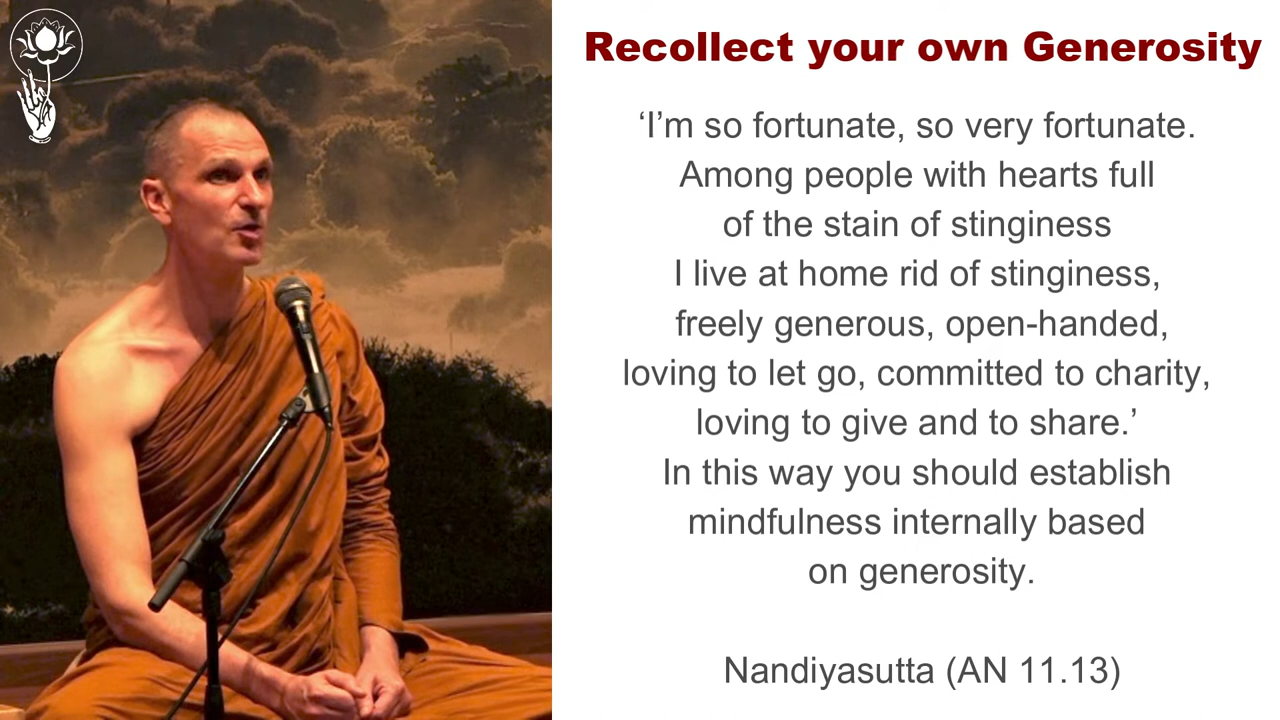 Recollect your own Generosity
‘I’m so fortunate, so very fortunate.
Among people with hearts full
of the stain of stinginess
I live at home rid of stinginess,
freely generous, open-handed,
loving to let go, committed to charity,
loving to give and to share.’
In this way you should establish
mindfulness internally based
on generosity.
Nandiyasutta (AN 11.13)